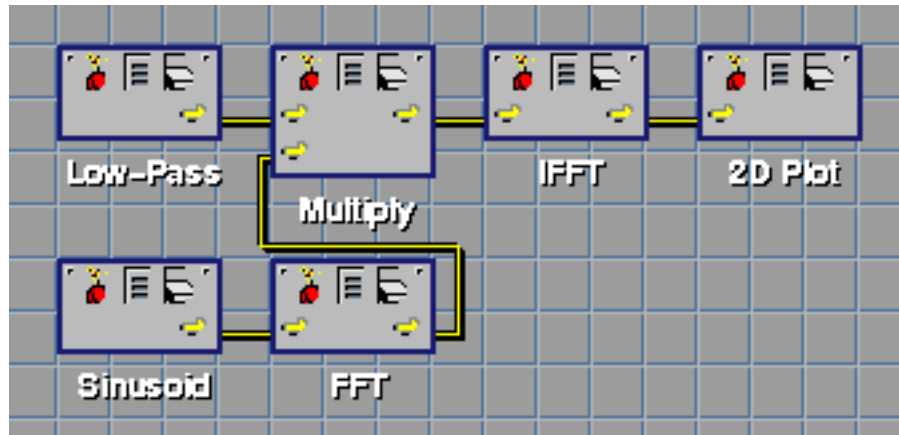 Low-Pass
Multiply
IFFT
2D Plot
Sinusoid
FFT